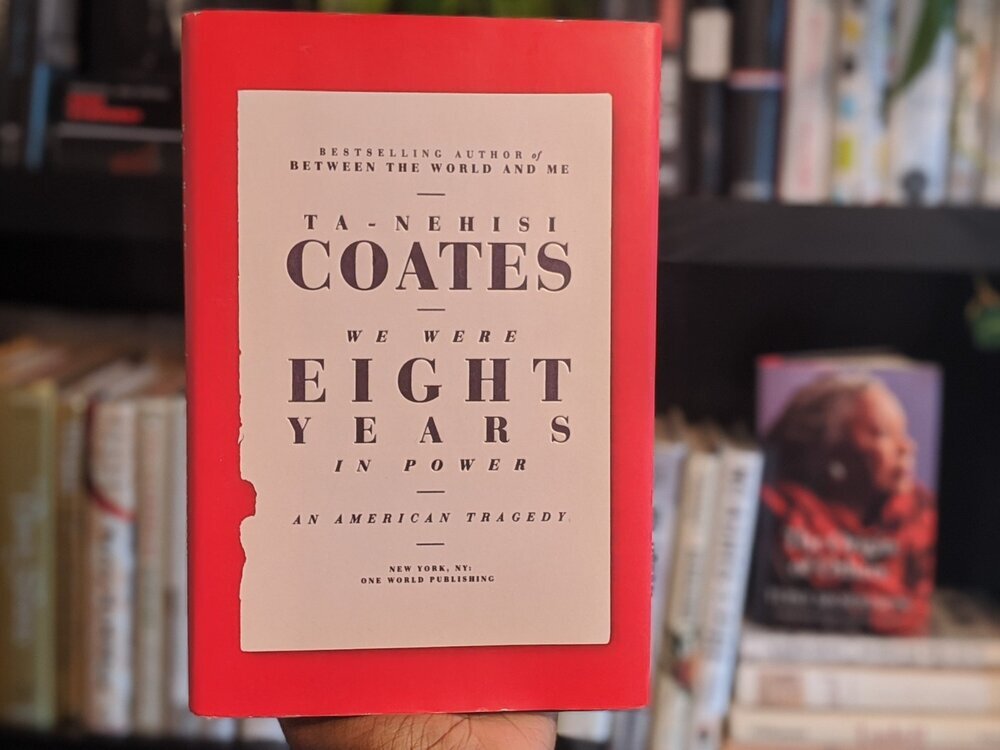 BESTSELLING AUTHOR of
BETWEEN THE WORLD AND ME
TA-NEHISI
COATES
WE WERE
EIGHT
YEARS
IN POWER
AN AMERICAN TRAGEDY
NEW YORK, NY:
ONE WORLD PUBLISHING